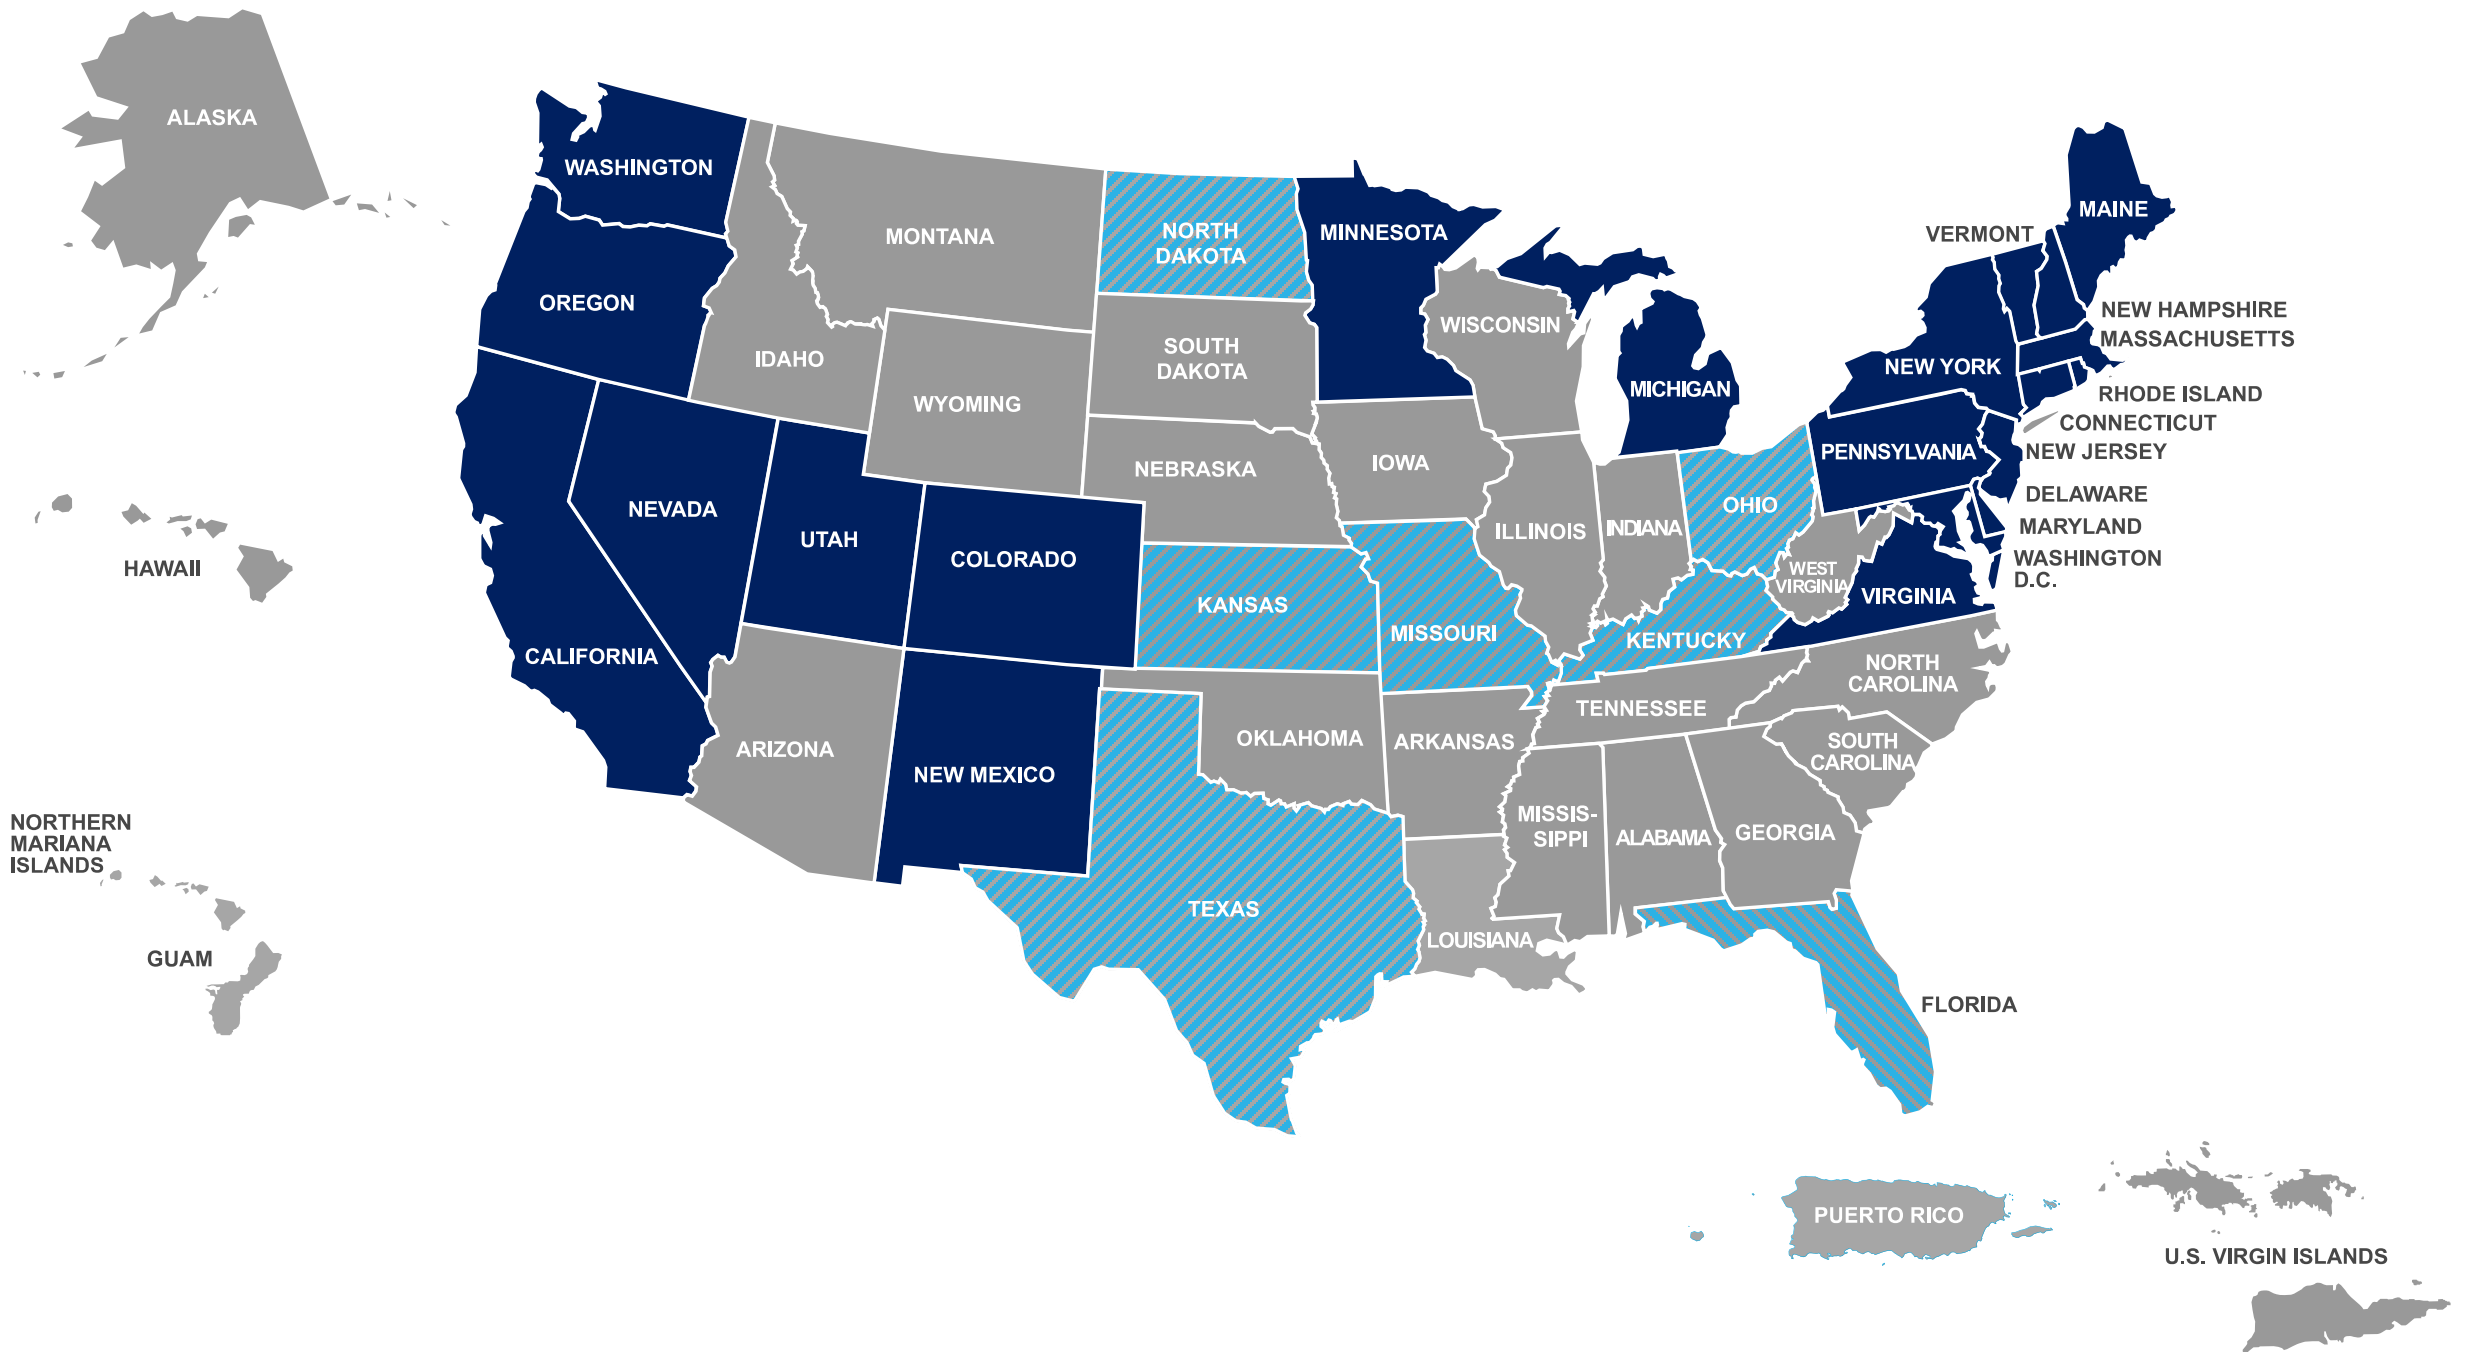 ALASKA
WASHINGTON
MONTANA
NORTH
DAKOTA
MINNESOTA
MAINE
VERMONT
OREGON
NEW HAMPSHIRE
WISCONSIN
MASSACHUSETTS
SOUTH
DAKOTA
IDAHO
NEW YORK
MICHIGAN
RHODE ISLAND
WYOMING
CONNECTICUT
PENNSYLVANIA
NEW JERSEY
IOWA
NEBRASKA
DELAWARE
OHIO
NEVADA
MARYLAND
INDIANA
ILLINOIS
UTAH
COLORADO
WASHINGTON
D.C.
HAWAII
WEST
VIRGINIA
VIRGINIA
KANSAS
MISSOURI
KENTUCKY
CALIFORNIA
NORTH
CAROLINA
TENNESSEE
OKLAHOMA
ARKANSAS
SOUTH
CAROLINA
ARIZONA
NEW MEXICO
MISSIS-
SIPPI
NORTHERN
MARIANA
ISLANDS
GEORGIA
ALABAMA
TEXAS
LOUISIANA
GUAM
FLORIDA
PUERTO RICO
U.S. VIRGIN ISLANDS